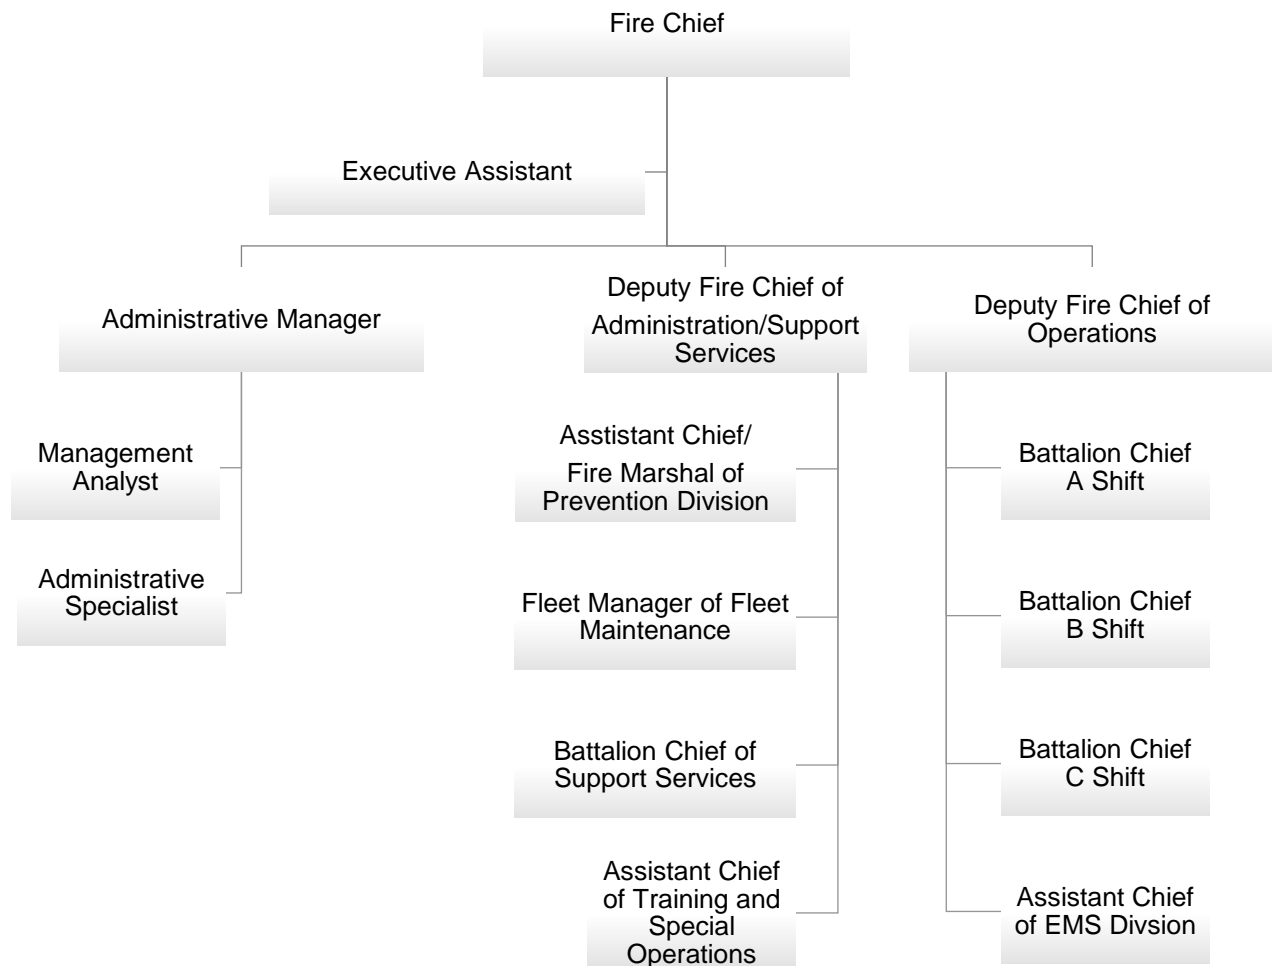 Fire Chief
Executive Assistant
Administrative Manager
Deputy Fire Chief of
Administration/Support
Services
Deputy Fire Chief of
Operations
Management
Analyst
Administrative
Specialist
Asstistant Chief/
Fire Marshal of
Prevention Division
Fleet Manager of Fleet
Maintenance
Battalion Chief of
Support Services
Assistant Chief
of Training and
Special
Operations
Battalion Chief
A Shift
Battalion Chief
B Shift
Battalion Chief
C Shift
Assistant Chief
of EMS Divsion